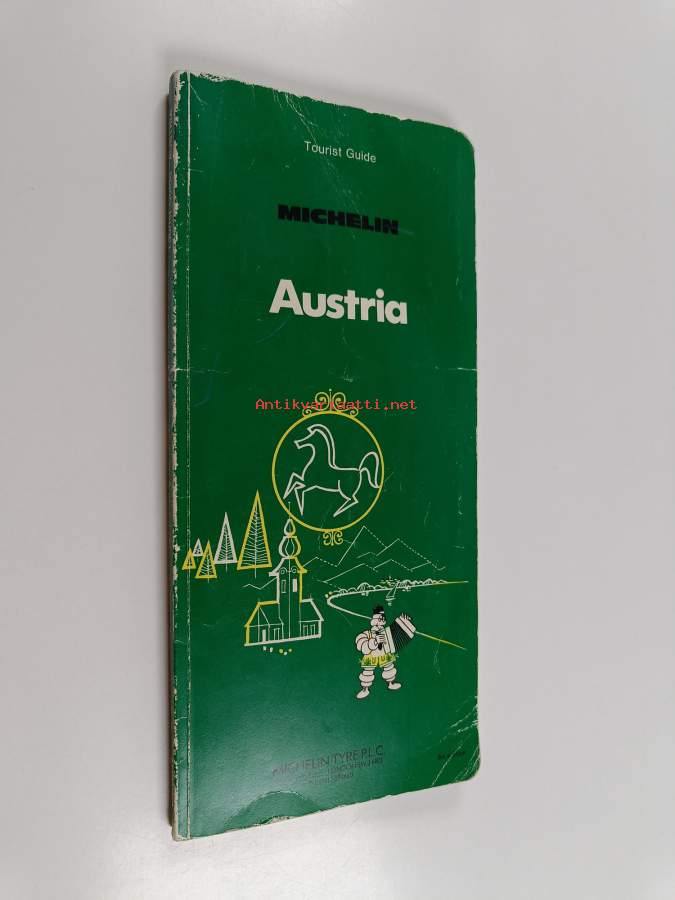 Tourist Guide
MICHELIN
Austria
Antikvariaatti.net
MICHELIN TYRE P.L.C.